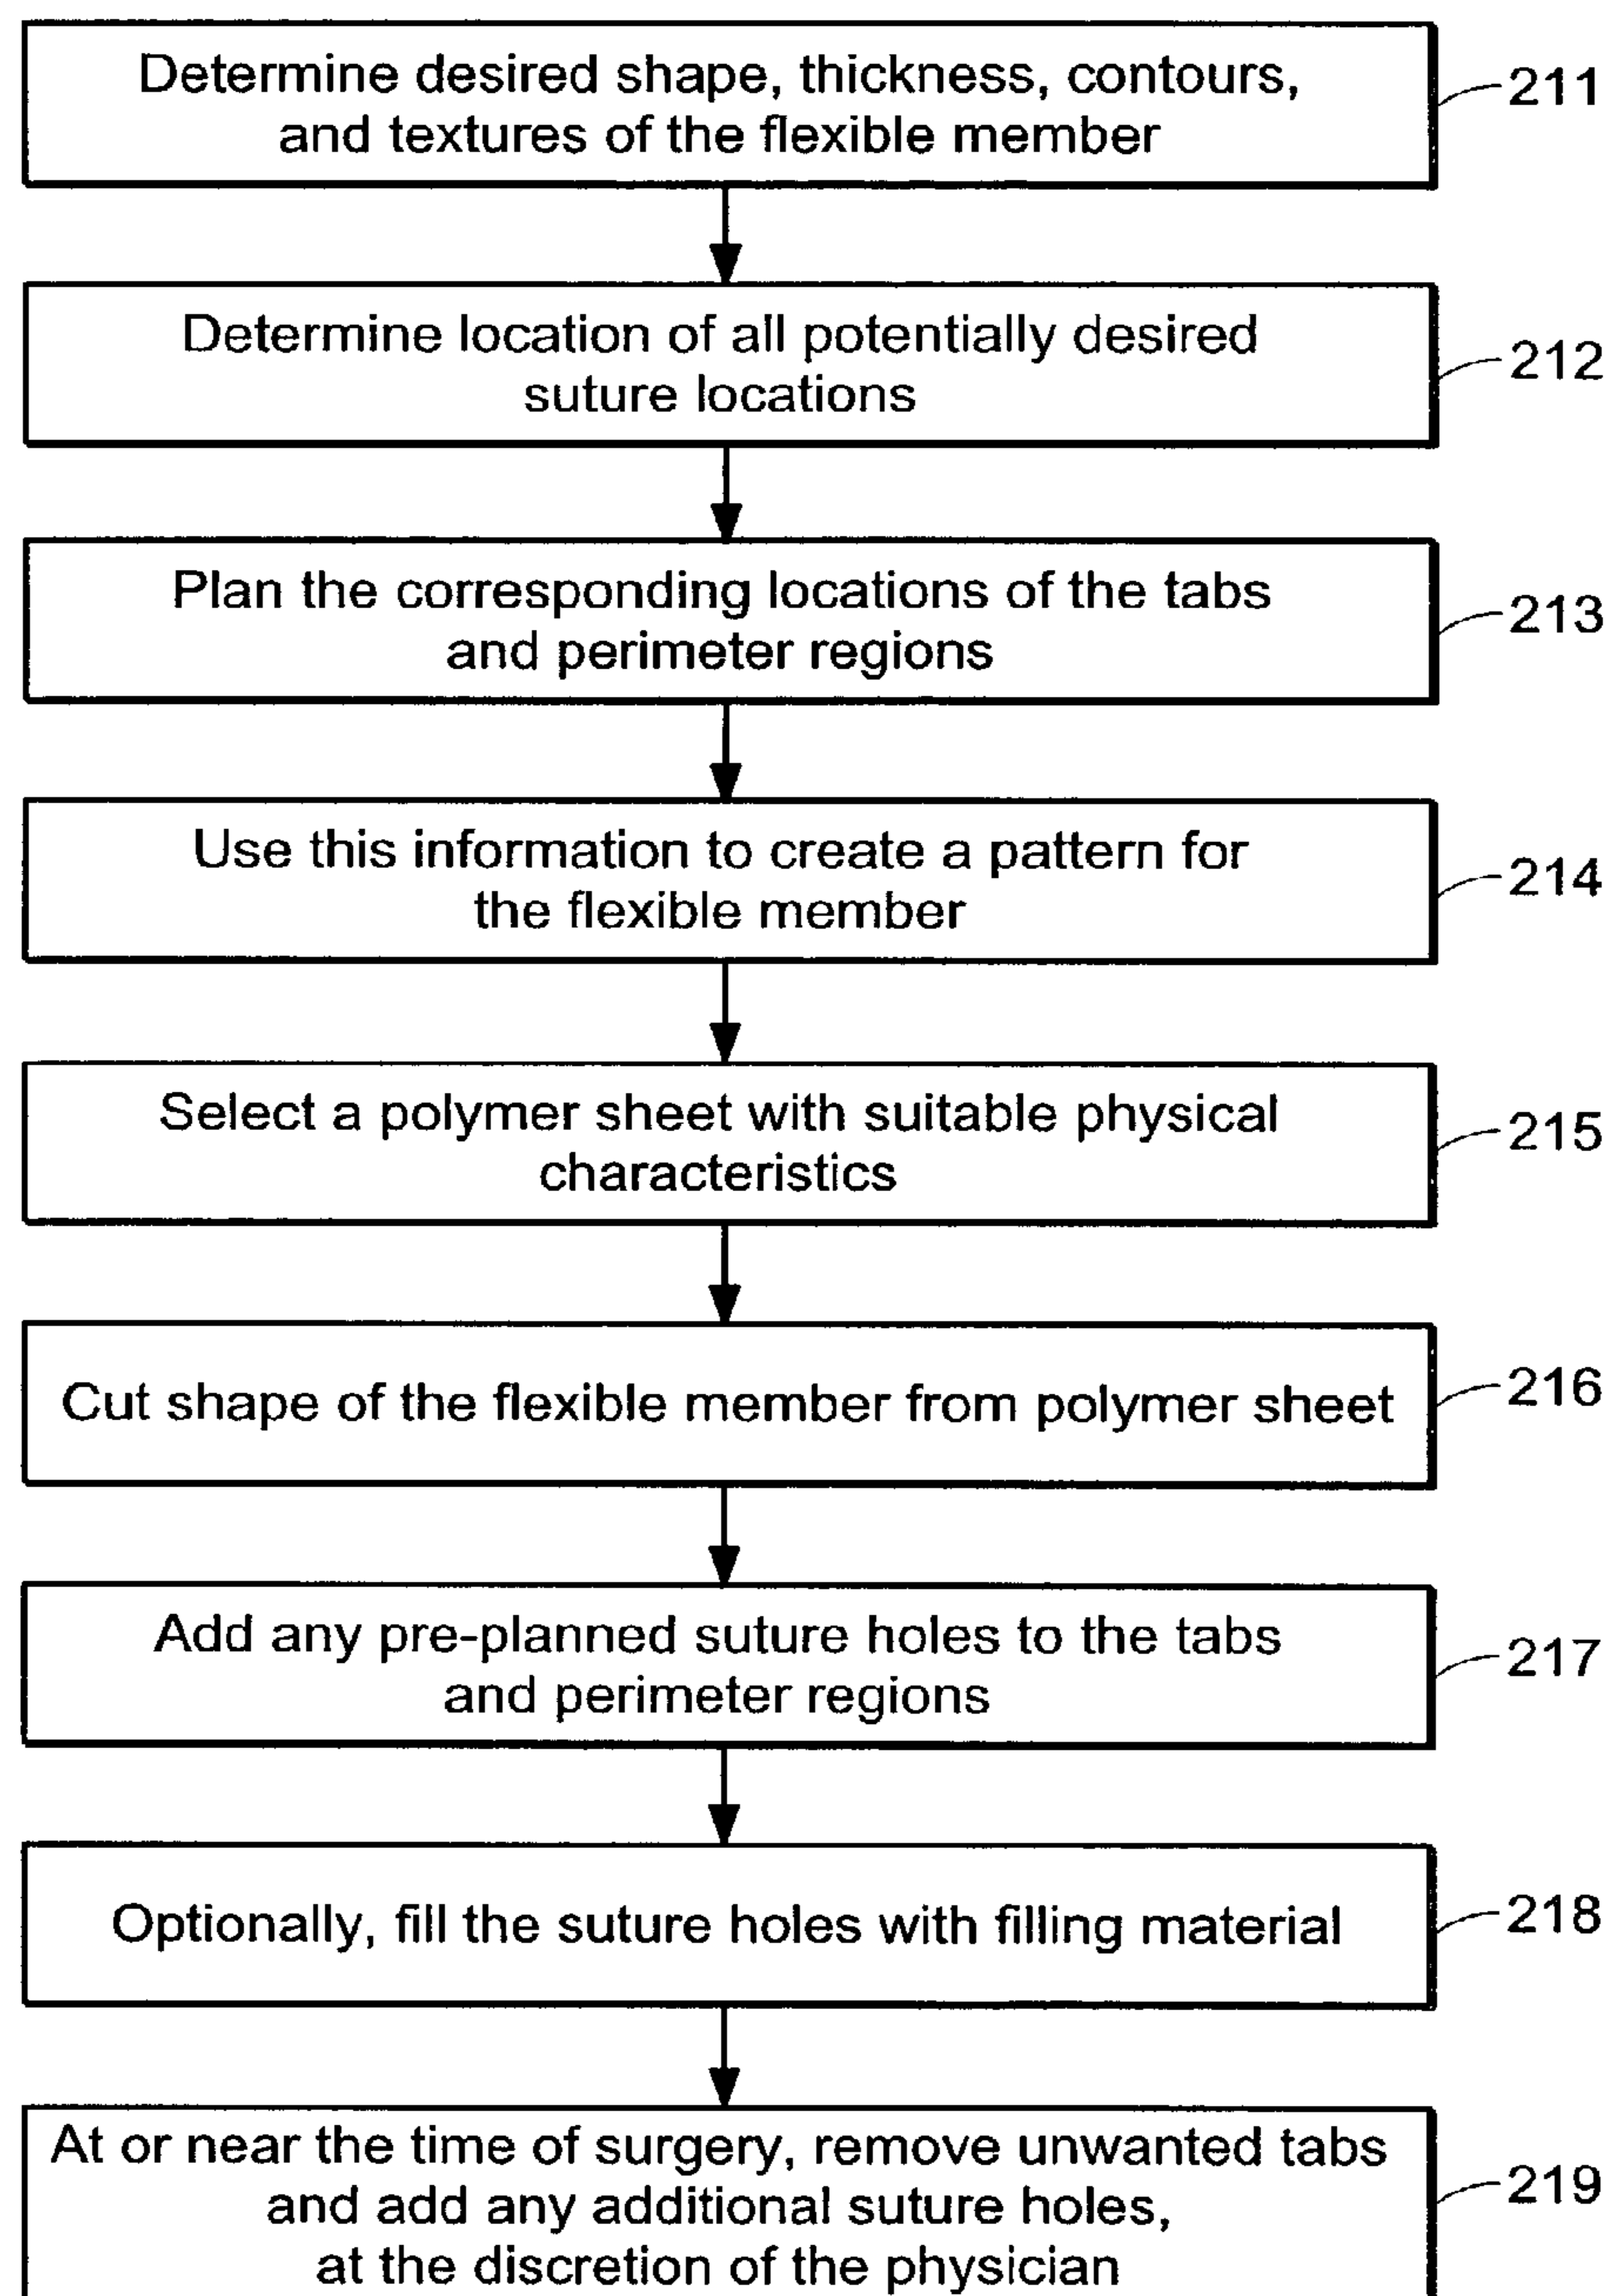 Determine desired shape, thickness, contours,
and textures of the flexible member
211
Determine location of all potentially desired
suture locations
212
Plan the corresponding locations of the tabs
and perimeter regions
213
Use this information to create a pattern for
the flexible member
214
Select a polymer sheet with suitable physical
characteristics
215
Cut shape of the flexible member from polymer sheet
216
Add any pre-planned suture holes to the tabs
and perimeter regions
217
Optionally, fill the suture holes with filling material
218
At or near the time of surgery, remove unwanted tabs
and add any additional suture holes,
at the discretion of the physician
219